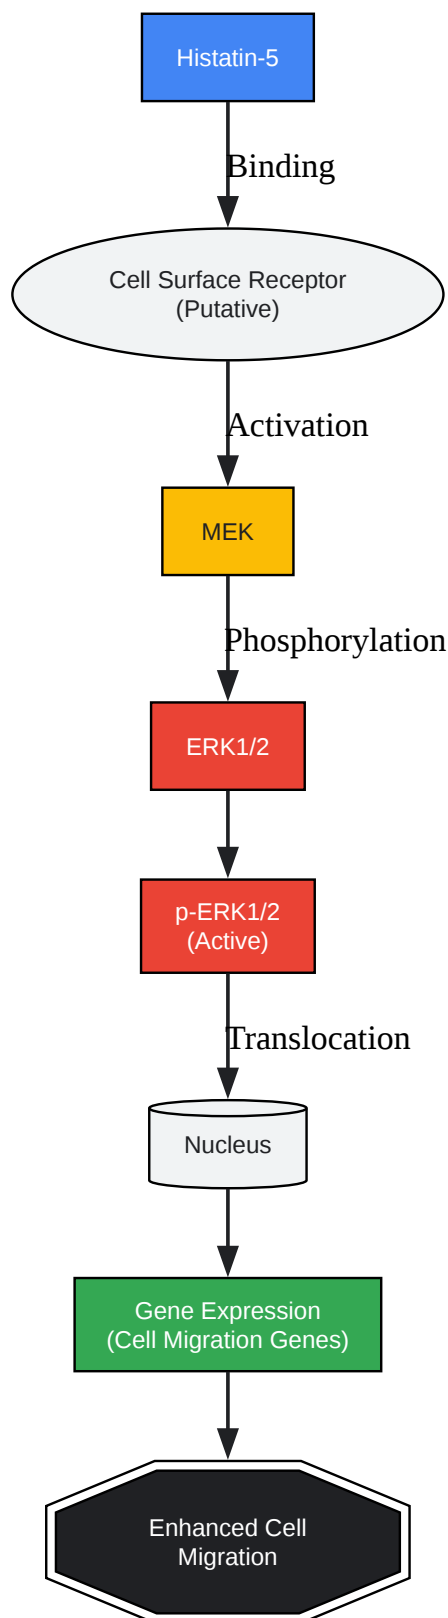 Histatin-5
Binding
Cell Surface Receptor
(Putative)
Activation
MEK
Phosphorylation
ERK1/2
p-ERK1/2
(Active)
Translocation
Nucleus
Gene Expression
(Cell Migration Genes)
Enhanced Cell
Migration